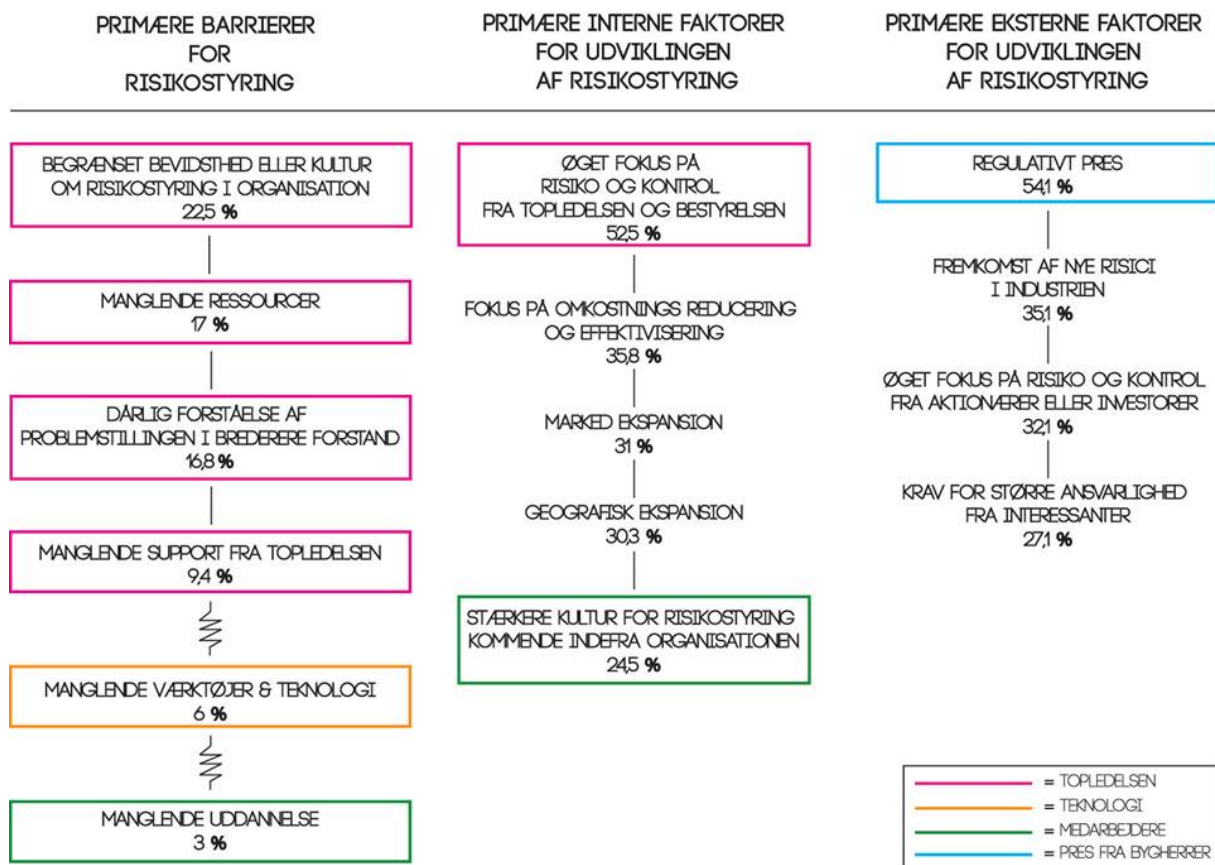 PRIMÆRE BARRIERER
FOR
RISIKOSTYRING
BEGRÆNSET BEVIDSTHED ELLER KULTUR
OM RISIKOSTYRING I ORGANISATION
22,5 %
MANGLENDE RESSOURCER
17 %
DÅRLIG FORSTÅELSE AF
PROBLEMSTILLINGEN I BREDERERE FORSTAND
16,8 %
MANGLENDE SUPPORT FRA TOPLEDELSEN
9,4 %
MANGLENDE VÆRKTØJER & TEKNOLOGI
6 %
MANGLENDE UDDANNELSE
3 %
PRIMÆRE INTERNE FAKTORER
FOR UDVIKLINGEN
AF RISIKOSTYRING
ØGET FOKUS PÅ
RISIKO OG KONTROL
FRA TOPLEDELSEN OG BESTYRELSEN
52,5 %
FOKUS PÅ OMKOSTNINGS REDUCERING
OG EFFEKTIVISERING
35,8 %
MARKED EKSPANSION
31 %
GEOGRAFISK EKSPANSION
30,3 %
STÆRKERE KULTUR FOR RISIKOSTYRING
KOMMENDE INDEFRA ORGANISATIONEN
24,5 %
PRIMÆRE EKSTERNE FAKTORER
FOR UDVIKLINGEN
AF RISIKOSTYRING
REGULATIVT PRES
54,1 %
FREMKOMST AF NYE RISICI
I INDUSTRIEN
35,1 %
ØGET FOKUS PÅ RISIKO OG KONTROL
FRA AKTIONÆRER ELLER INVESTORER
32,1 %
KRAV FOR STØRRE ANSVARLIGHED
FRA INTERESSANTER
27,1 %
= TOPLEDELSEN
= TEKNOLOGI
= MEDARBEJDERE
= PRES FRA BYGHERRER